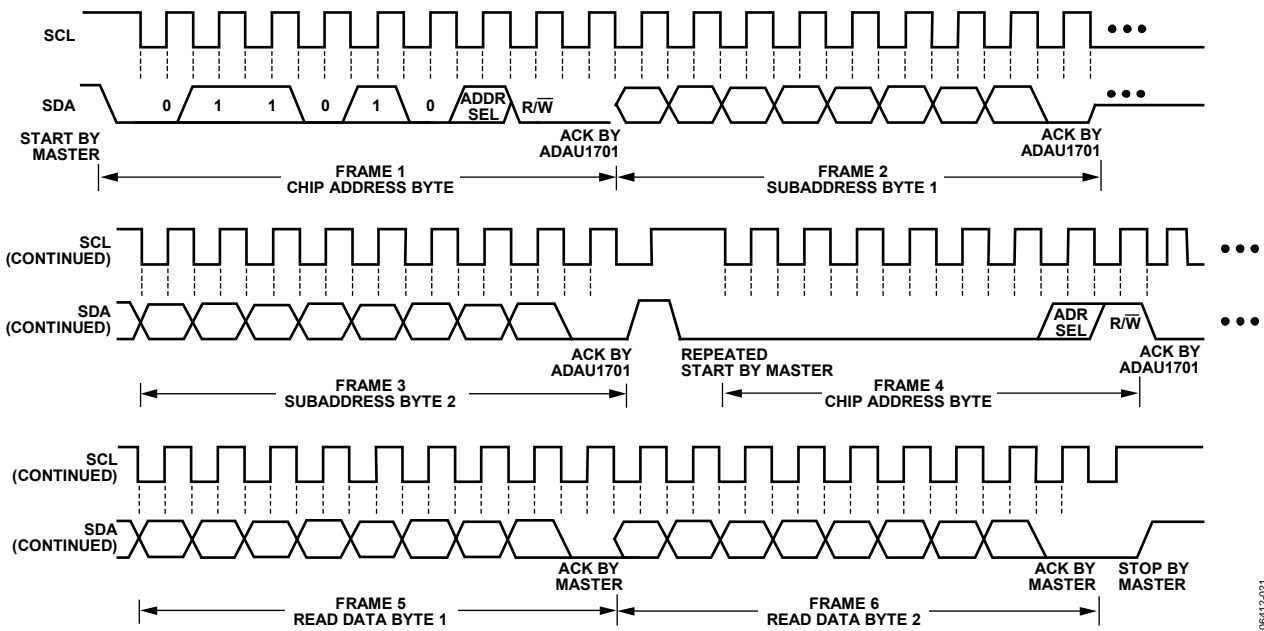 SCL
SDA
0 1 1 0 1 0 ADDR SEL R/W̅
START BY MASTER
ACK BY ADAU1701
ACK BY ADAU1701
FRAME 1
CHIP ADDRESS BYTE
FRAME 2
SUBADDRESS BYTE 1
SCL
(CONTINUED)
SDA
(CONTINUED)
ADR SEL R/W̅
ACK BY
ADAU1701
REPEATED
START BY MASTER
ACK BY
ADAU1701
FRAME 3
SUBADDRESS BYTE 2
FRAME 4
CHIP ADDRESS BYTE
SCL
(CONTINUED)
SDA
(CONTINUED)
ACK BY
MASTER
ACK BY
MASTER
STOP BY
MASTER
FRAME 5
READ DATA BYTE 1
FRAME 6
READ DATA BYTE 2
06412-021